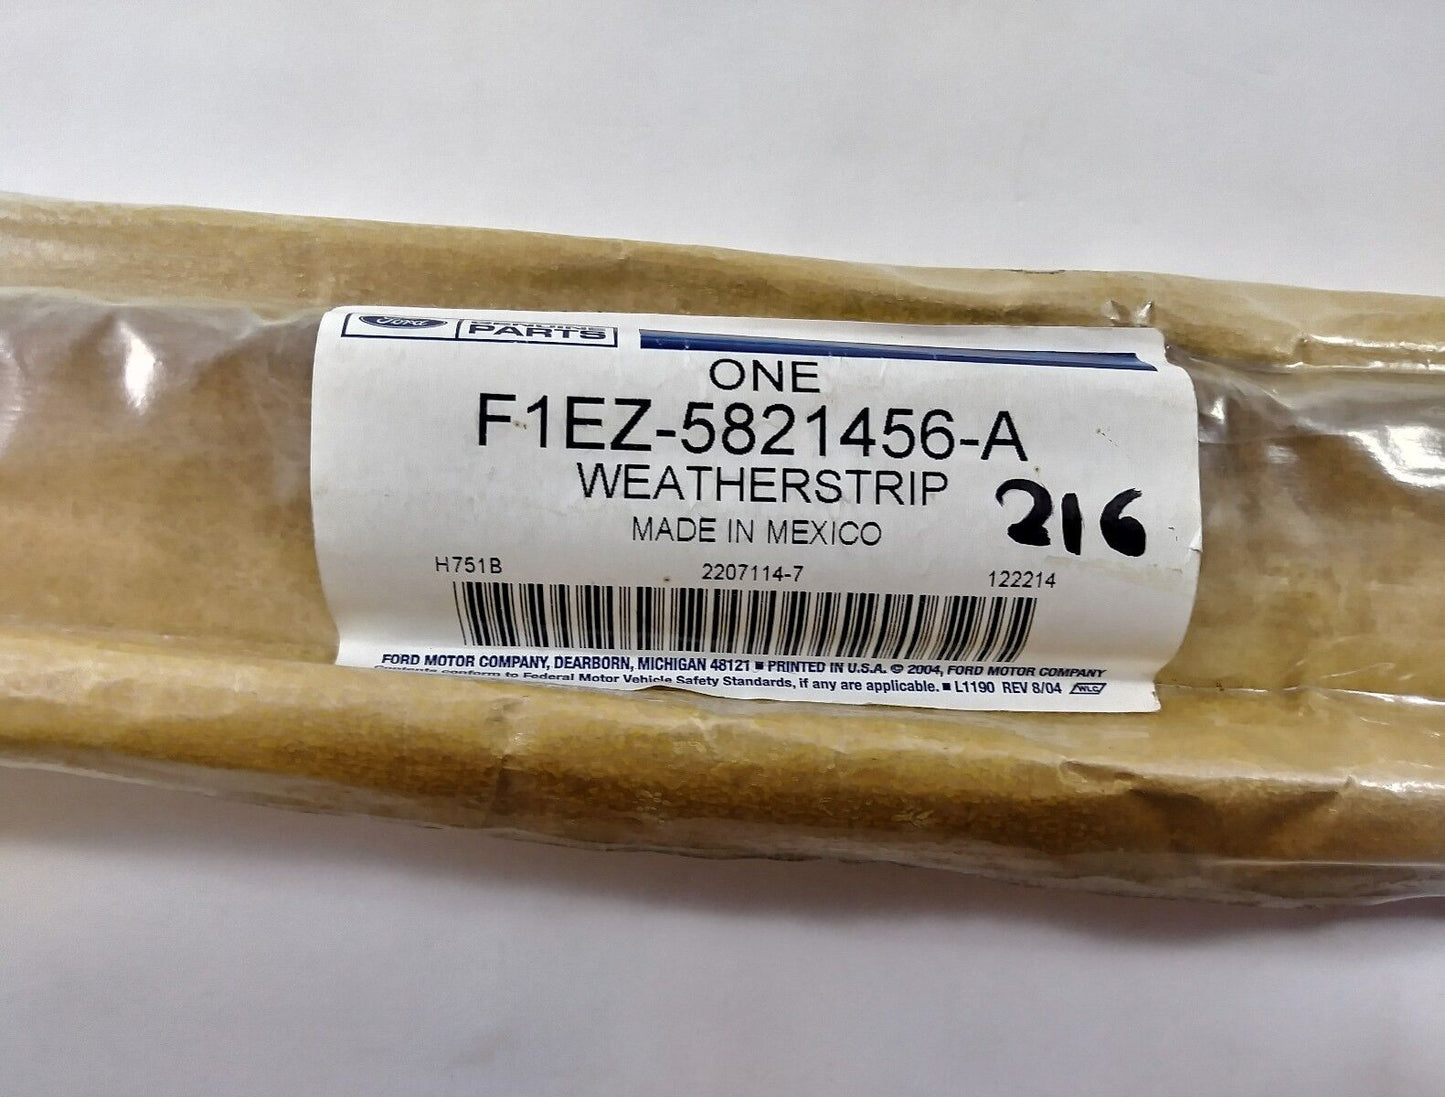 Ford
GENUINE
PARTS
ONE
F1EZ-5821456-A
WEATHERSTRIP
216
MADE IN MEXICO
H751B 2207114-7 122214
FORD MOTOR COMPANY, DEARBORN, MICHIGAN 48121 ■ PRINTED IN U.S.A. © 2004, FORD MOTOR COMPANY
Contents conform to Federal Motor Vehicle Safety Standards, if any are applicable. ■ L1190 REV 8/04 WLC